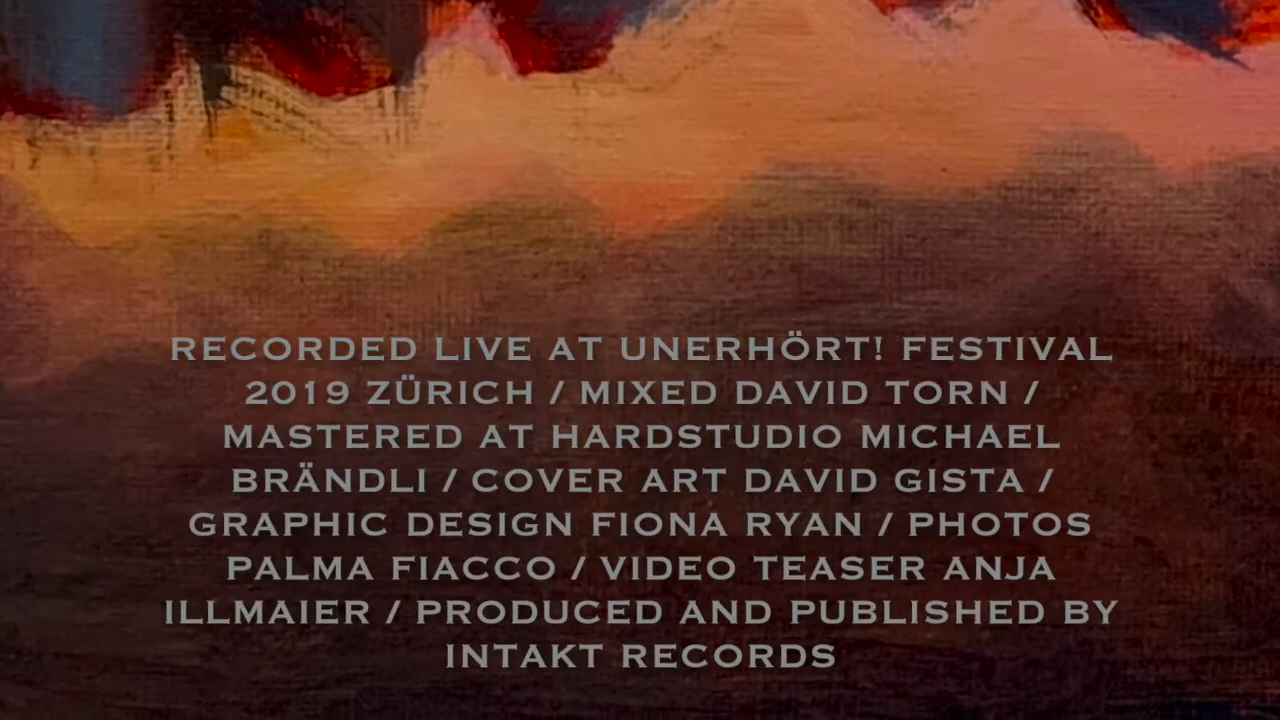 RECORDED LIVE AT UNERHÖRT! FESTIVAL
2019 ZÜRICH / MIXED DAVID TORN /
MASTERED AT HARDSTUDIO MICHAEL
BRÄNDLI / COVER ART DAVID GISTA /
GRAPHIC DESIGN FIONA RYAN / PHOTOS
PALMA FIACCO / VIDEO TEASER ANJA
ILLMAIER / PRODUCED AND PUBLISHED BY
INTAKT RECORDS